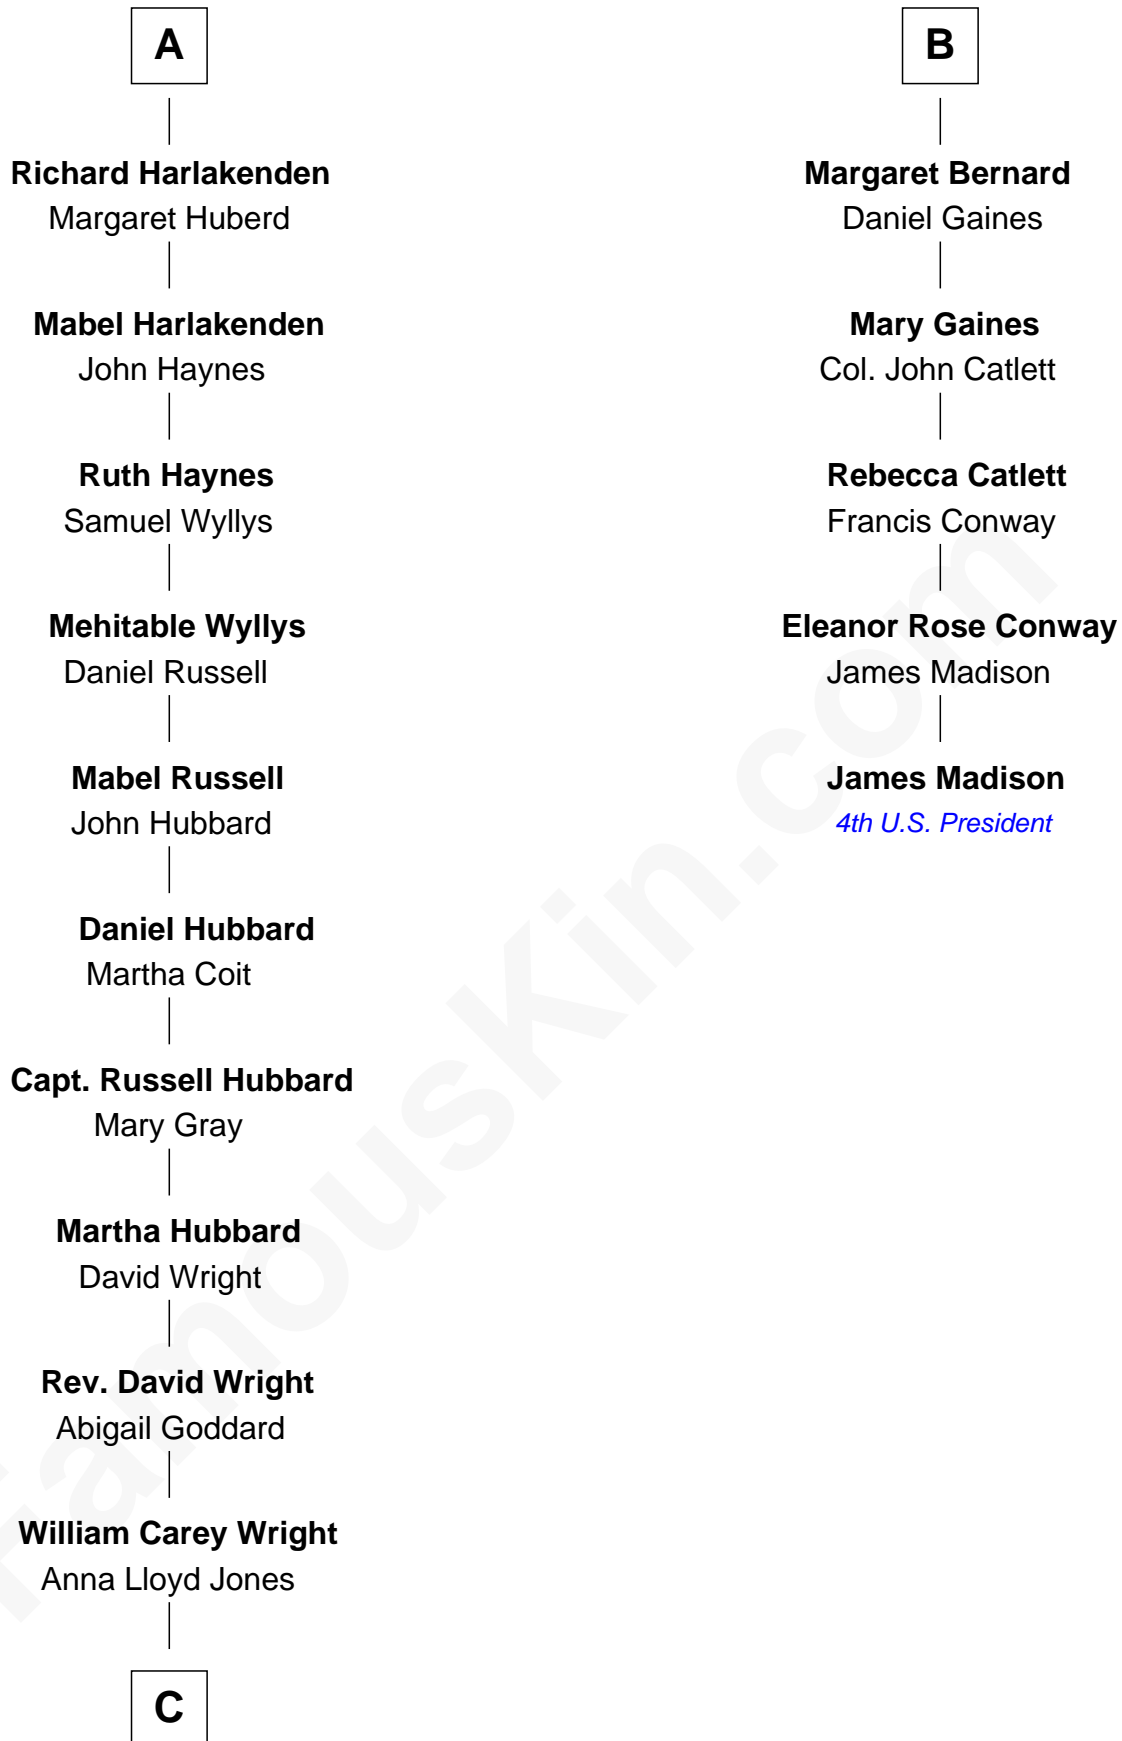 A
Richard Harlakenden
Margaret Huberd
Mabel Harlakenden
John Haynes
Ruth Haynes
Samuel Wyllys
Mehitable Wyllys
Daniel Russell
Mabel Russell
John Hubbard
Daniel Hubbard
Martha Coit
Capt. Russell Hubbard
Mary Gray
Martha Hubbard
David Wright
Rev. David Wright
Abigail Goddard
William Carey Wright
Anna Lloyd Jones
C
B
Margaret Bernard
Daniel Gaines
Mary Gaines
Col. John Catlett
Rebecca Catlett
Francis Conway
Eleanor Rose Conway
James Madison
James Madison
4th U.S. President
FamousKin.com